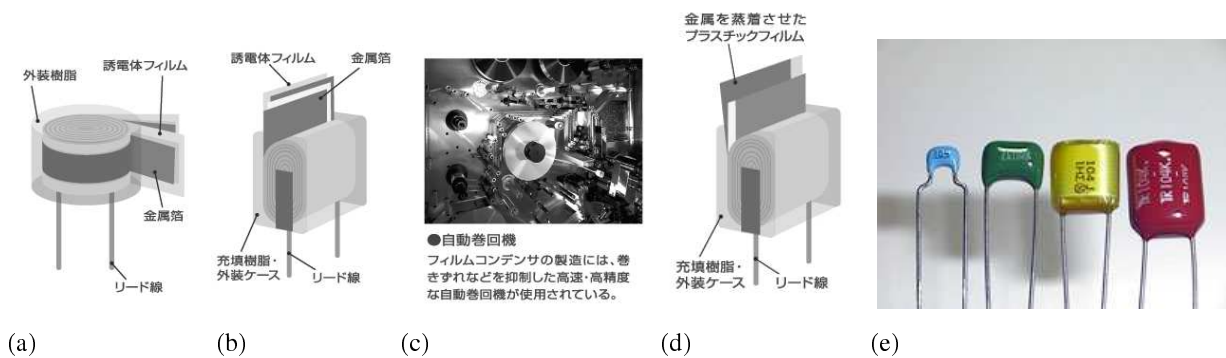 外装樹脂
誘電体フィルム
金属箔
リード線
誘電体フィルム
金属箔
充填樹脂・
外装ケース
リード線
●自動巻回機
フィルムコンデンサの製造には、巻
きずれなどを抑制した高速・高精度
な自動巻回機が使用されている。
金属を蒸着させた
プラスチックフィルム
充填樹脂・
外装ケース
リード線
104J
TR104K
(a)
(b)
(c)
(d)
(e)